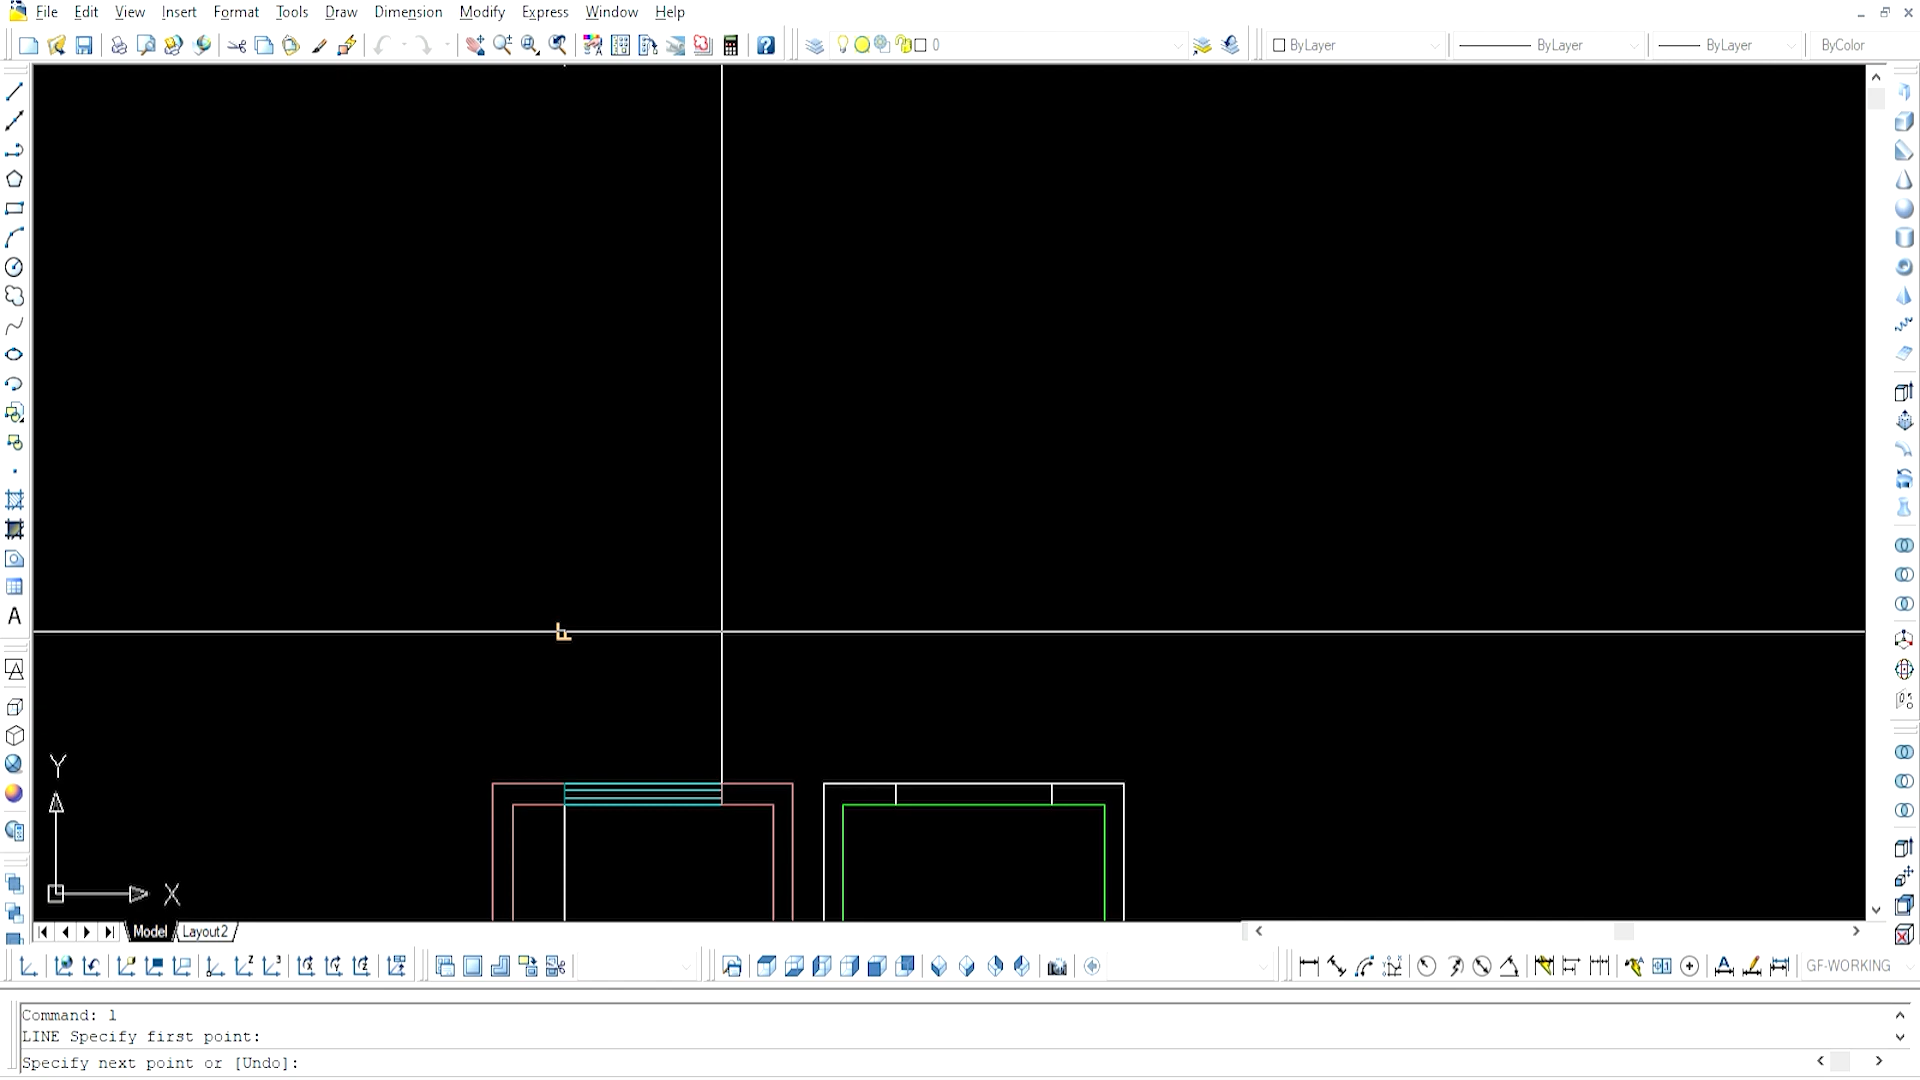 File Edit View Insert Format Tools Draw Dimension Modify Express Window Help
0 ByLayer ByLayer ByLayer ByColor
A
Y
X
Model Layout2
GF-WORKING
Command: l
LINE Specify first point:
Specify next point or [Undo]: